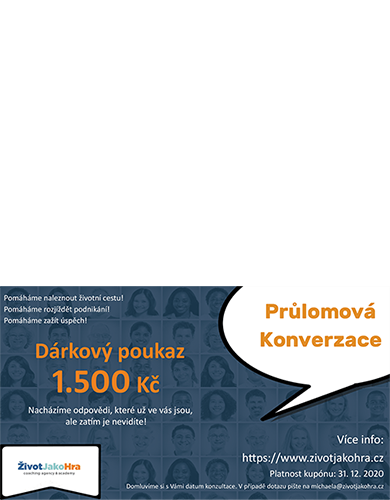 Pomáháme naleznout životní cestu!
Pomáháme rozjíždět podnikání!
Pomáháme zažít úspěch!
Průlomová
Konverzace
Dárkový poukaz
1.500 Kč
Nacházíme odpovědi, které už ve vás jsou,
ale zatím je nevidíte!
ŽivotJakoHra
coaching agency & academy
Více info:
https://www.zivotjakohra.cz
Platnost kupónu: 31. 12. 2020
Domluvíme si s Vámi dátum konzultace. V případě dotazu pište na michaela@zivotjakohra.cz